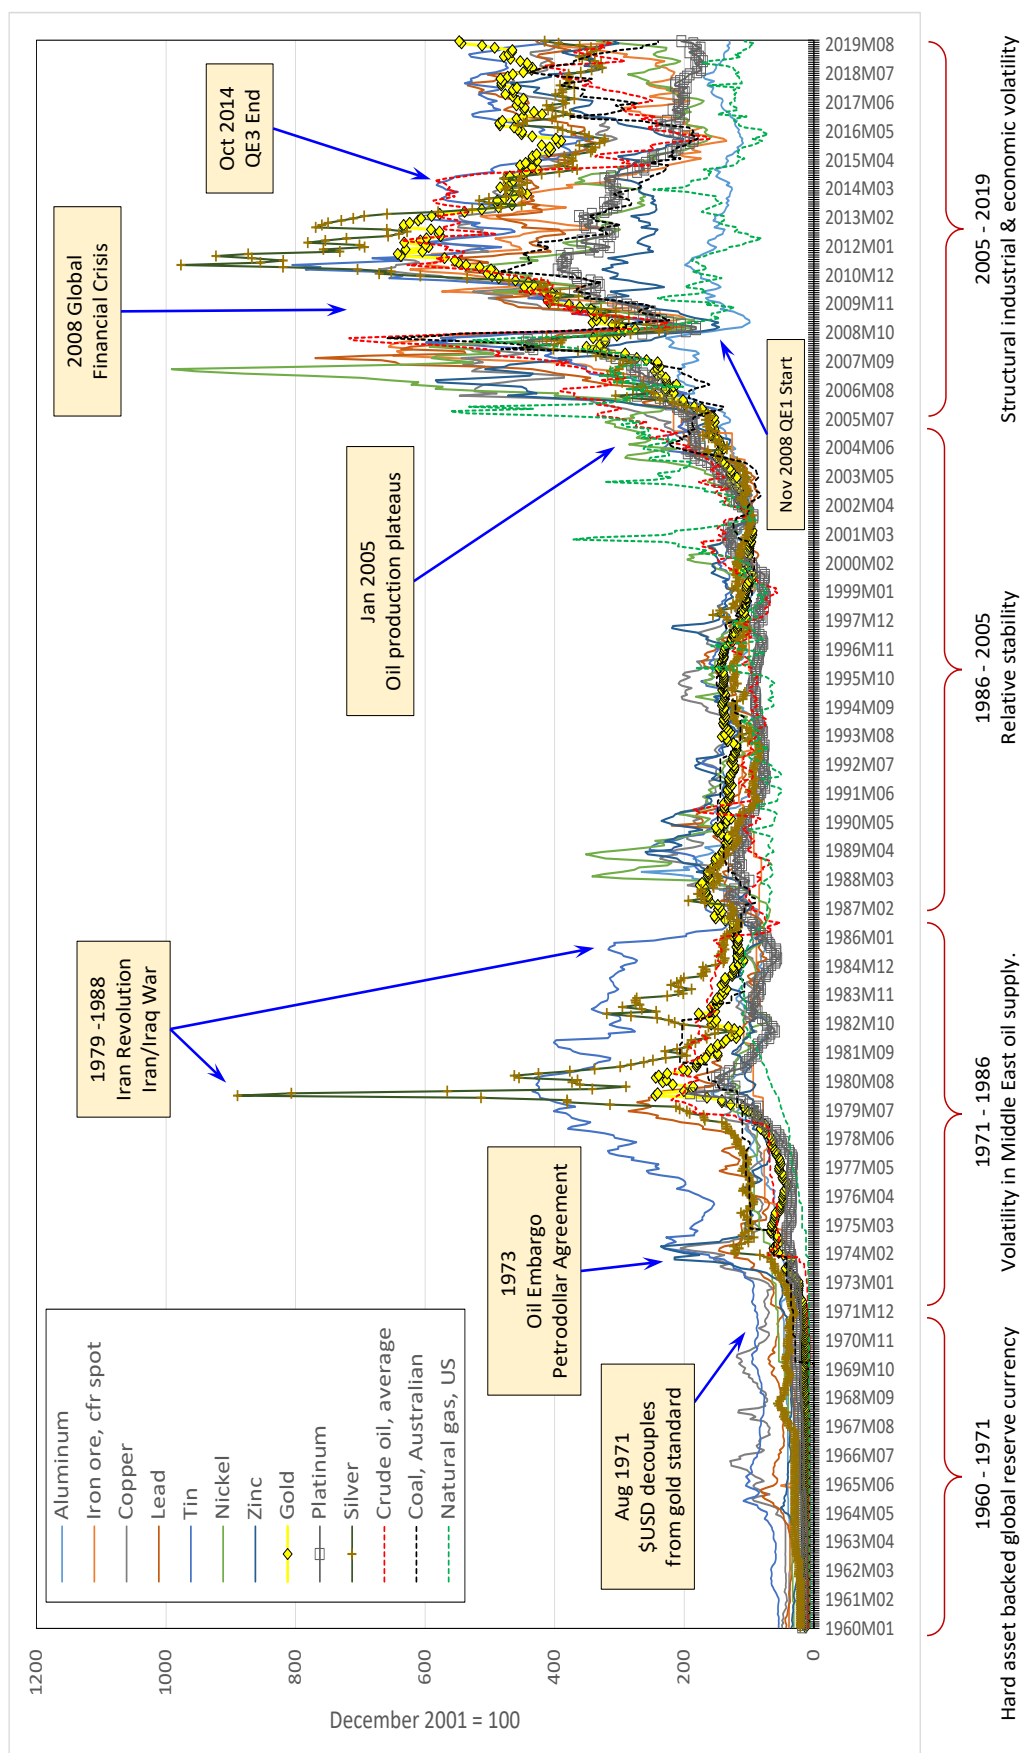 1200
1000
800
600
400
200
0
December 2001 = 100
Aluminum
Iron ore, cfr spot
Copper
Lead
Tin
Nickel
Zinc
Gold
Platinum
Silver
Crude oil, average
Coal, Australian
Natural gas, US
Aug 1971
$USD decouples
from gold standard
1973
Oil Embargo
Petrodollar Agreement
1979 -1988
Iran Revolution
Iran/Iraq War
Jan 2005
Oil production plateaus
2008 Global
Financial Crisis
Nov 2008 QE1 Start
Oct 2014
QE3 End
1960M01
1961M02
1962M03
1963M04
1964M05
1965M06
1966M07
1967M08
1968M09
1969M10
1970M11
1971M12
1973M01
1974M02
1975M03
1976M04
1977M05
1978M06
1979M07
1980M08
1981M09
1982M10
1983M11
1984M12
1986M01
1987M02
1988M03
1989M04
1990M05
1991M06
1992M07
1993M08
1994M09
1995M10
1996M11
1997M12
1999M01
2000M02
2001M03
2002M04
2003M05
2004M06
2005M07
2006M08
2007M09
2008M10
2009M11
2010M12
2012M01
2013M02
2014M03
2015M04
2016M05
2017M06
2018M07
2019M08
1960 - 1971
Hard asset backed global reserve currency
1971 - 1986
Volatility in Middle East oil supply.
1986 - 2005
Relative stability
2005 - 2019
Structural industrial & economic volatility